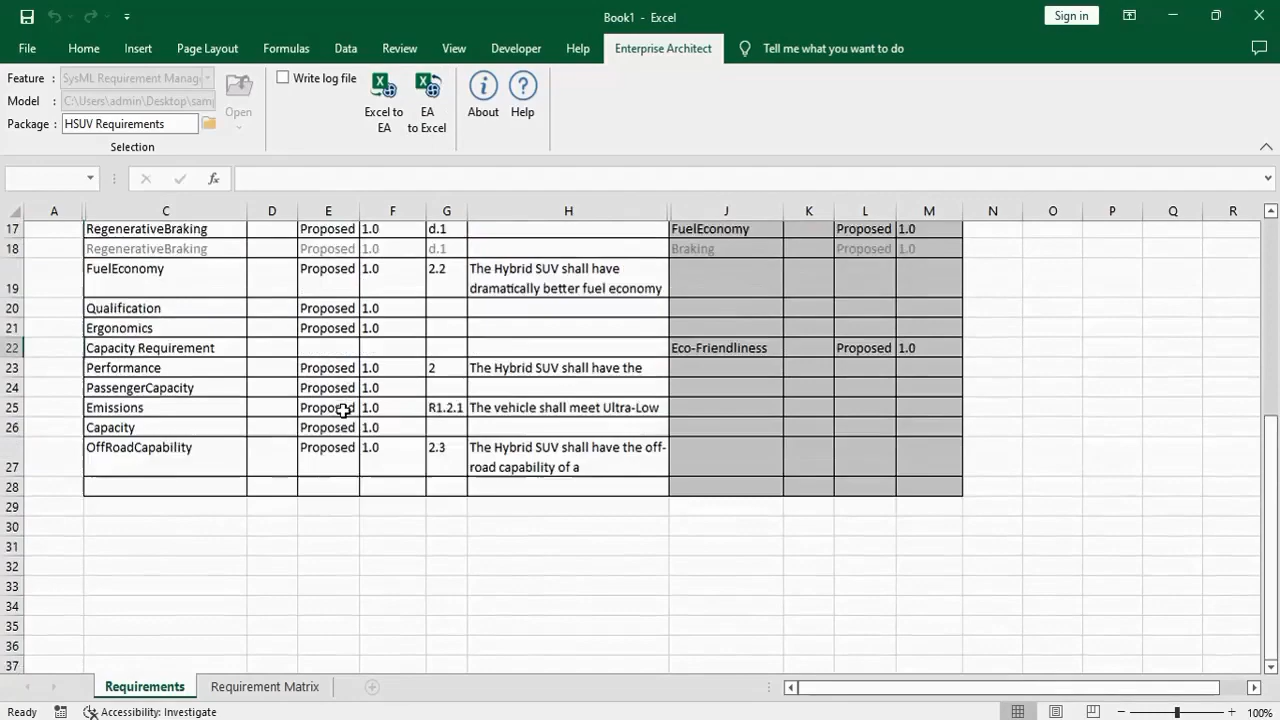 Book1 - Excel
Sign in
File Home Insert Page Layout Formulas Data Review View Developer Help Enterprise Architect Tell me what you want to do
Feature : SysML Requirement Manag
Model : C:\Users\admin\Desktop\samp
Package : HSUV Requirements
Open
Selection
Write log file
Excel to
EA
EA
to Excel
About
Help
fx
A C D E F G H J K L M N O P Q R
17 RegenerativeBraking Proposed 1.0 d.1 FuelEconomy Proposed 1.0
18 RegenerativeBraking Proposed 1.0 d.1 Braking Proposed 1.0
FuelEconomy Proposed 1.0 2.2 The Hybrid SUV shall have
19 dramatically better fuel economy
20 Qualification Proposed 1.0
21 Ergonomics Proposed 1.0
22 Capacity Requirement Eco-Friendliness Proposed 1.0
23 Performance Proposed 1.0 2 The Hybrid SUV shall have the
24 PassengerCapacity Proposed 1.0
25 Emissions Proposed 1.0 R1.2.1 The vehicle shall meet Ultra-Low
26 Capacity Proposed 1.0
OffRoadCapability Proposed 1.0 2.3 The Hybrid SUV shall have the off-
27 road capability of a
28
29
30
31
32
33
34
35
36
37
Requirements Requirement Matrix
Ready Accessibility: Investigate 100%